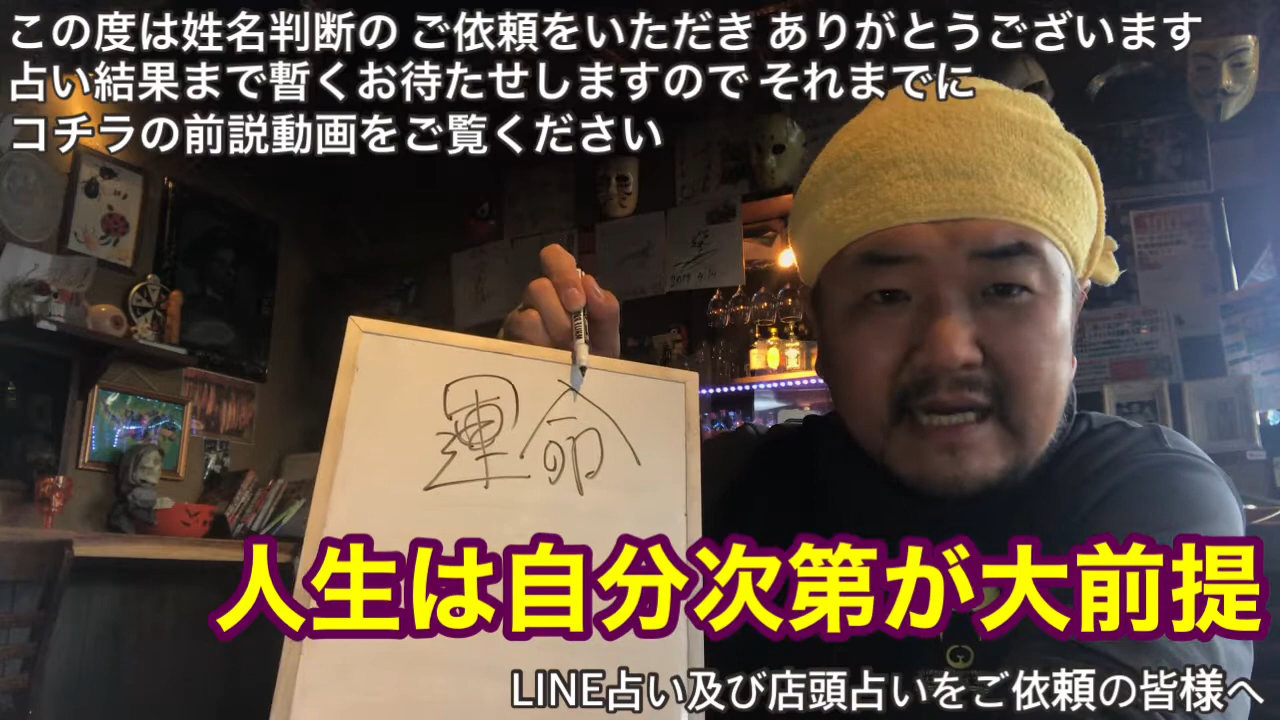 この度は姓名判断の ご依頼をいただき ありがとうございます
占い結果まで暫くお待たせしますので それまでに
コチラの前説動画をご覧ください
運命
人生は自分次第が大前提
LINE占い及び店頭占いをご依頼の皆様へ